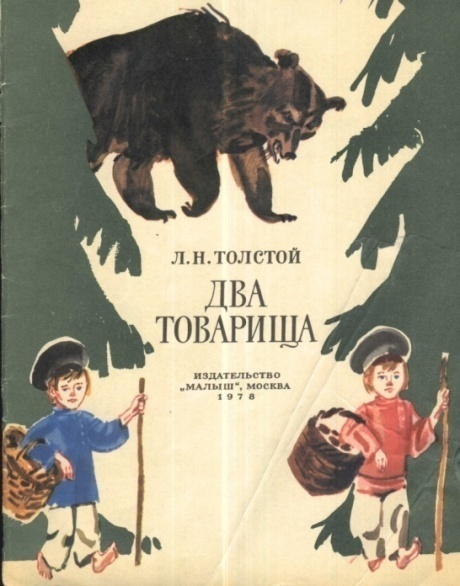 Л.Н.ТОЛСТОЙ
ДВА
ТОВАРИЩА
ИЗДАТЕЛЬСТВО
„МАЛЫШ“, МОСКВА
1978